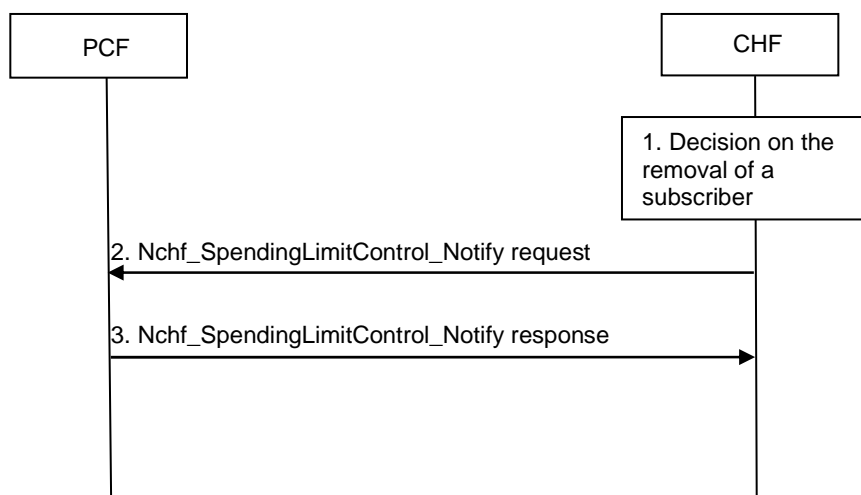 PCF
CHF
1. Decision on the
removal of a
subscriber
2. Nchf_SpendingLimitControl_Notify request
3. Nchf_SpendingLimitControl_Notify response